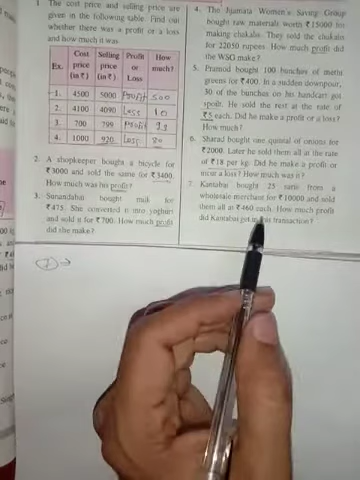 1. The cost price and selling price are
given in the following table. Find out
whether there was a profit or a loss
and how much it was.
Ex. Cost price (in ₹) Selling price (in ₹) Profit or Loss How much?
1. 4500 5000 Profit 500
2. 4100 4090 Loss 10
3. 700 799 Profit 99
4. 1000 920 Loss 80
2. A shopkeeper bought a bicycle for
₹3000 and sold the same for ₹3400.
How much was his profit?
3. Sunandabai bought milk for
₹475. She converted it into yoghurt
and sold it for ₹700. How much profit
did she make?
4. The Jijamata Women's Saving Group
bought raw materials worth ₹15000 for
making chakalis. They sold the chakalis
for 22050 rupees. How much profit did
the WSG make?
5. Pramod bought 100 bunches of methi
greens for ₹400. In a sudden downpour,
30 of the bunches on his handcart got
spoilt. He sold the rest at the rate of
₹5 each. Did he make a profit or a loss?
How much?
6. Sharad bought one quintal of onions for
₹2000. Later he sold them all at the rate
of ₹18 per kg. Did he make a profit or
incur a loss? How much was it?
7. Kantabai bought 25 saris from a
wholesale merchant for ₹10000 and sold
them all at ₹460 each. How much profit
did Kantabai get in this transaction?
7 →